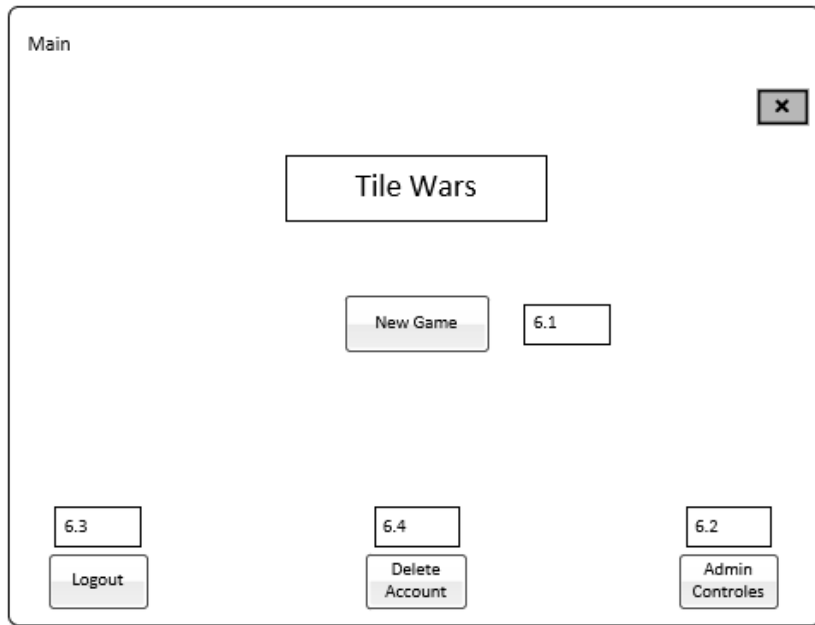 Main
×
Tile Wars
New Game
6.1
6.3
6.4
6.2
Logout
Delete
Account
Admin
Controles